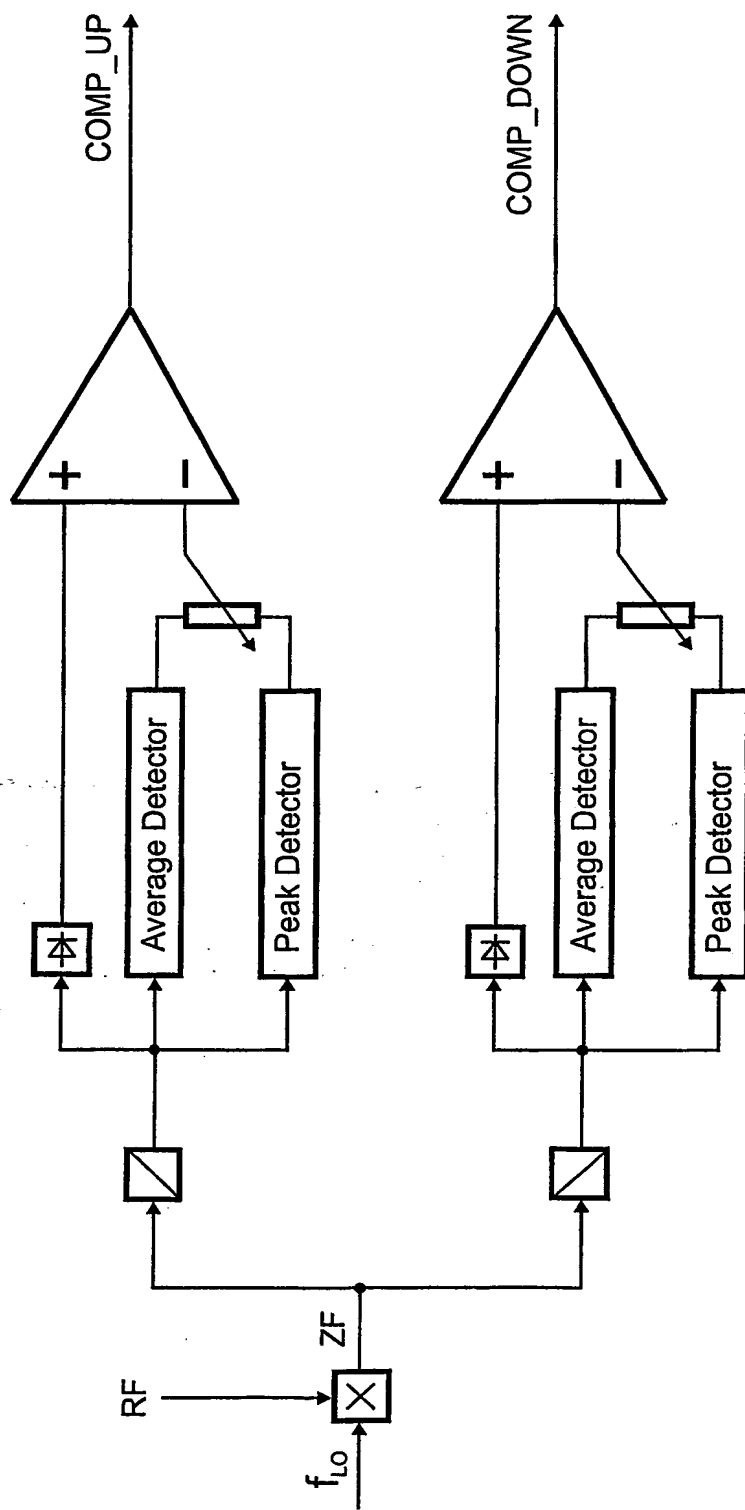 RF
f_LO
ZF
Average Detector
Peak Detector
+
−
COMP_UP
Average Detector
Peak Detector
+
−
COMP_DOWN